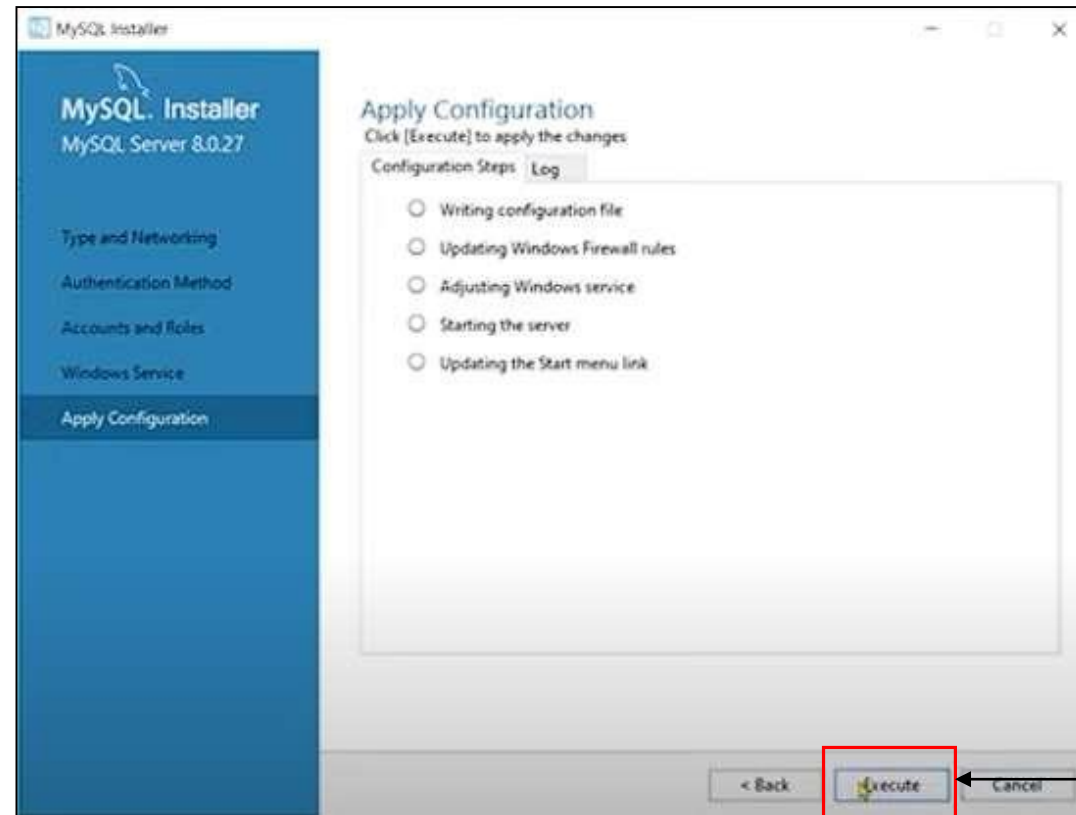 MySQL Installer
MySQL. Installer
MySQL Server 8.0.27
Type and Networking
Authentication Method
Accounts and Roles
Windows Service
Apply Configuration
Apply Configuration
Click [Execute] to apply the changes
Configuration Steps Log
Writing configuration file
Updating Windows Firewall rules
Adjusting Windows service
Starting the server
Updating the Start menu link
< Back Execute Cancel